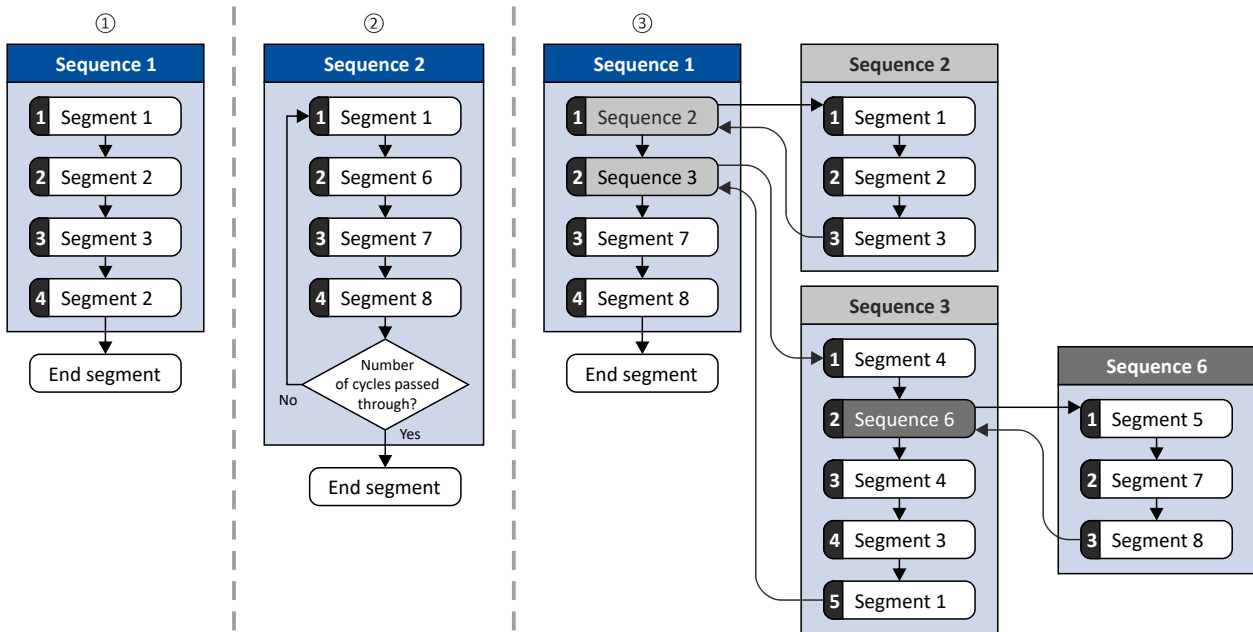 ①
Sequence 1
1 Segment 1
2 Segment 2
3 Segment 3
4 Segment 2
End segment
②
Sequence 2
1 Segment 1
2 Segment 6
3 Segment 7
4 Segment 8
Number
of cycles passed
through?
No
Yes
End segment
③
Sequence 1
1 Sequence 2
2 Sequence 3
3 Segment 7
4 Segment 8
End segment
Sequence 2
1 Segment 1
2 Segment 2
3 Segment 3
Sequence 3
1 Segment 4
2 Sequence 6
3 Segment 4
4 Segment 3
5 Segment 1
Sequence 6
1 Segment 5
2 Segment 7
3 Segment 8